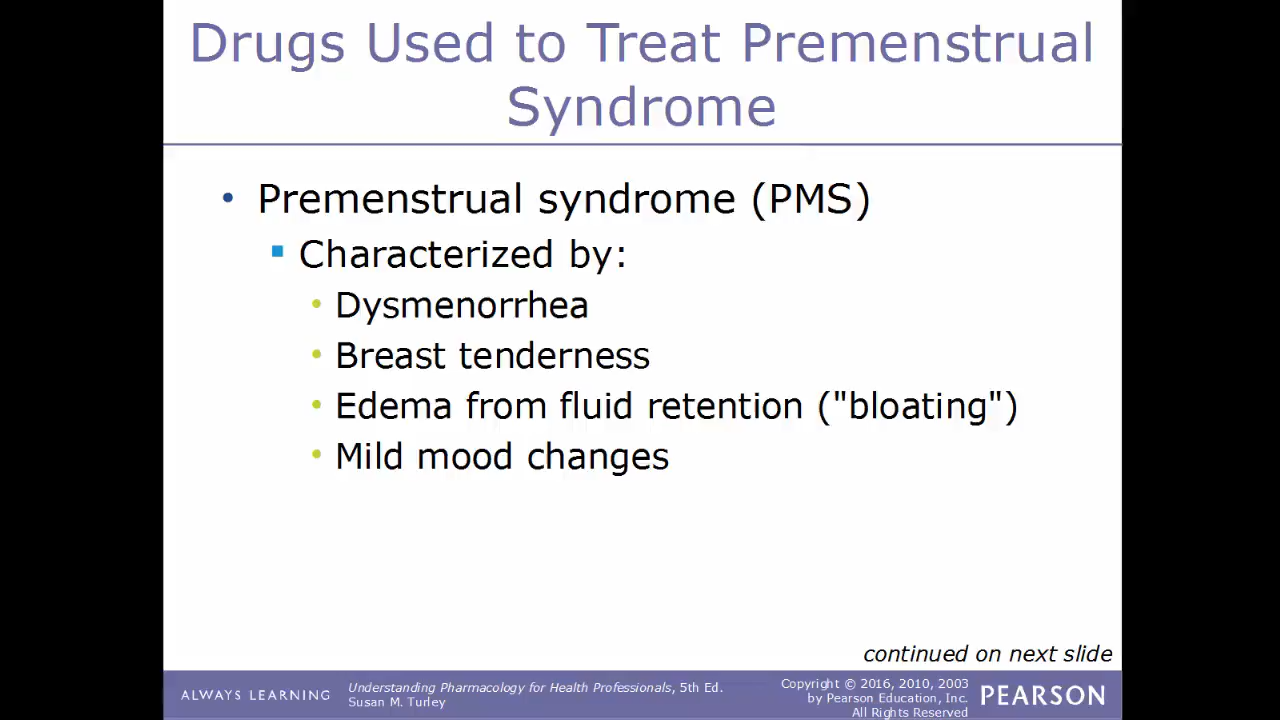 Drugs Used to Treat Premenstrual
Syndrome
• Premenstrual syndrome (PMS)
▪ Characterized by:
• Dysmenorrhea
• Breast tenderness
• Edema from fluid retention ("bloating")
• Mild mood changes
continued on next slide
ALWAYS LEARNING
Understanding Pharmacology for Health Professionals, 5th Ed.
Susan M. Turley
Copyright © 2016, 2010, 2003
by Pearson Education, Inc.
All Rights Reserved
PEARSON